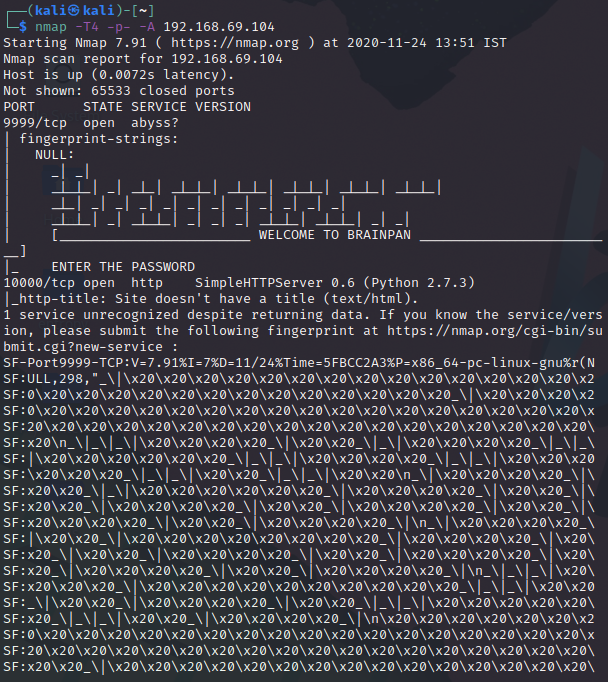 ┌──(kali㉿kali)-[~]
└─$ nmap -T4 -p- -A 192.168.69.104
Starting Nmap 7.91 ( https://nmap.org ) at 2020-11-24 13:51 IST
Nmap scan report for 192.168.69.104
Host is up (0.0072s latency).
Not shown: 65533 closed ports
PORT      STATE SERVICE VERSION
9999/tcp  open  abyss?
| fingerprint-strings:
|   NULL:
|     _| _|
|     _|_|_| _| _|_| _|_|_| _|_|_| _|_|_| _|_|_| _|_|_|
|     _|_| _| _| _| _| _| _| _| _| _| _|
|     _|_|_| _| _|_|_| _| _| _| _|_|_| _|_|_| _| _|
|     [________________________ WELCOME TO BRAINPAN ________________________
__]
|_    ENTER THE PASSWORD
10000/tcp open  http    SimpleHTTPServer 0.6 (Python 2.7.3)
|_http-title: Site doesn't have a title (text/html).
1 service unrecognized despite returning data. If you know the service/vers
ion, please submit the following fingerprint at https://nmap.org/cgi-bin/su
bmit.cgi?new-service :
SF-Port9999-TCP:V=7.91%I=7%D=11/24%Time=5FBCC2A3%P=x86_64-pc-linux-gnu%r(N
SF:ULL,298,"_\|\x20\x20\x20\x20\x20\x20\x20\x20\x20\x20\x20\x20\x20\x20\x2
SF:0\x20\x20\x20\x20\x20\x20\x20\x20\x20\x20\x20\x20_\|\x20\x20\x20\x20\x2
SF:0\x20\x20\x20\x20\x20\x20\x20\x20\x20\x20\x20\x20\x20\x20\x20\x20\x20\x
SF:20\x20\x20\x20\x20\x20\x20\x20\x20\x20\x20\x20\x20\x20\x20\x20\x20\x20\
SF:x20\n_\|_\|_\|\x20\x20\x20\x20_\|\x20\x20_\|_\|\x20\x20\x20\x20_\|_\|_\
SF:|\x20\x20\x20\x20\x20\x20_\|_\|_\|\x20\x20\x20\x20_\|_\|_\|\x20\x20\x20
SF:\x20\x20\x20_\|_\|_\|\x20\x20_\|_\|_\|\x20\x20\n_\|\x20\x20\x20\x20_\|\
SF:x20\x20_\|_\|\x20\x20\x20\x20\x20\x20_\|\x20\x20\x20\x20_\|\x20\x20_\|\
SF:x20\x20_\|\x20\x20\x20\x20_\|\x20\x20_\|\x20\x20\x20\x20_\|\x20\x20_\|\
SF:x20\x20\x20\x20_\|\x20\x20_\|\x20\x20\x20\x20_\|\n_\|\x20\x20\x20\x20_\
SF:|\x20\x20_\|\x20\x20\x20\x20\x20\x20\x20\x20_\|\x20\x20\x20\x20_\|\x20\
SF:x20_\|\x20\x20_\|\x20\x20\x20\x20_\|\x20\x20_\|\x20\x20\x20\x20_\|\x20\
SF:x20_\|\x20\x20\x20\x20_\|\x20\x20_\|\x20\x20\x20\x20_\|\n_\|_\|_\|\x20\
SF:x20\x20\x20_\|\x20\x20\x20\x20\x20\x20\x20\x20\x20\x20_\|_\|_\|\x20\x20
SF:_\|\x20\x20_\|\x20\x20\x20\x20_\|\x20\x20_\|_\|_\|\x20\x20\x20\x20\x20\
SF:x20_\|_\|_\|\x20\x20_\|\x20\x20\x20\x20_\|\n\x20\x20\x20\x20\x20\x20\x2
SF:0\x20\x20\x20\x20\x20\x20\x20\x20\x20\x20\x20\x20\x20\x20\x20\x20\x20\x
SF:20\x20\x20\x20\x20\x20\x20\x20\x20\x20\x20\x20\x20\x20\x20\x20\x20\x20\
SF:x20\x20_\|\x20\x20\x20\x20\x20\x20\x20\x20\x20\x20\x20\x20\x20\x20\x20\